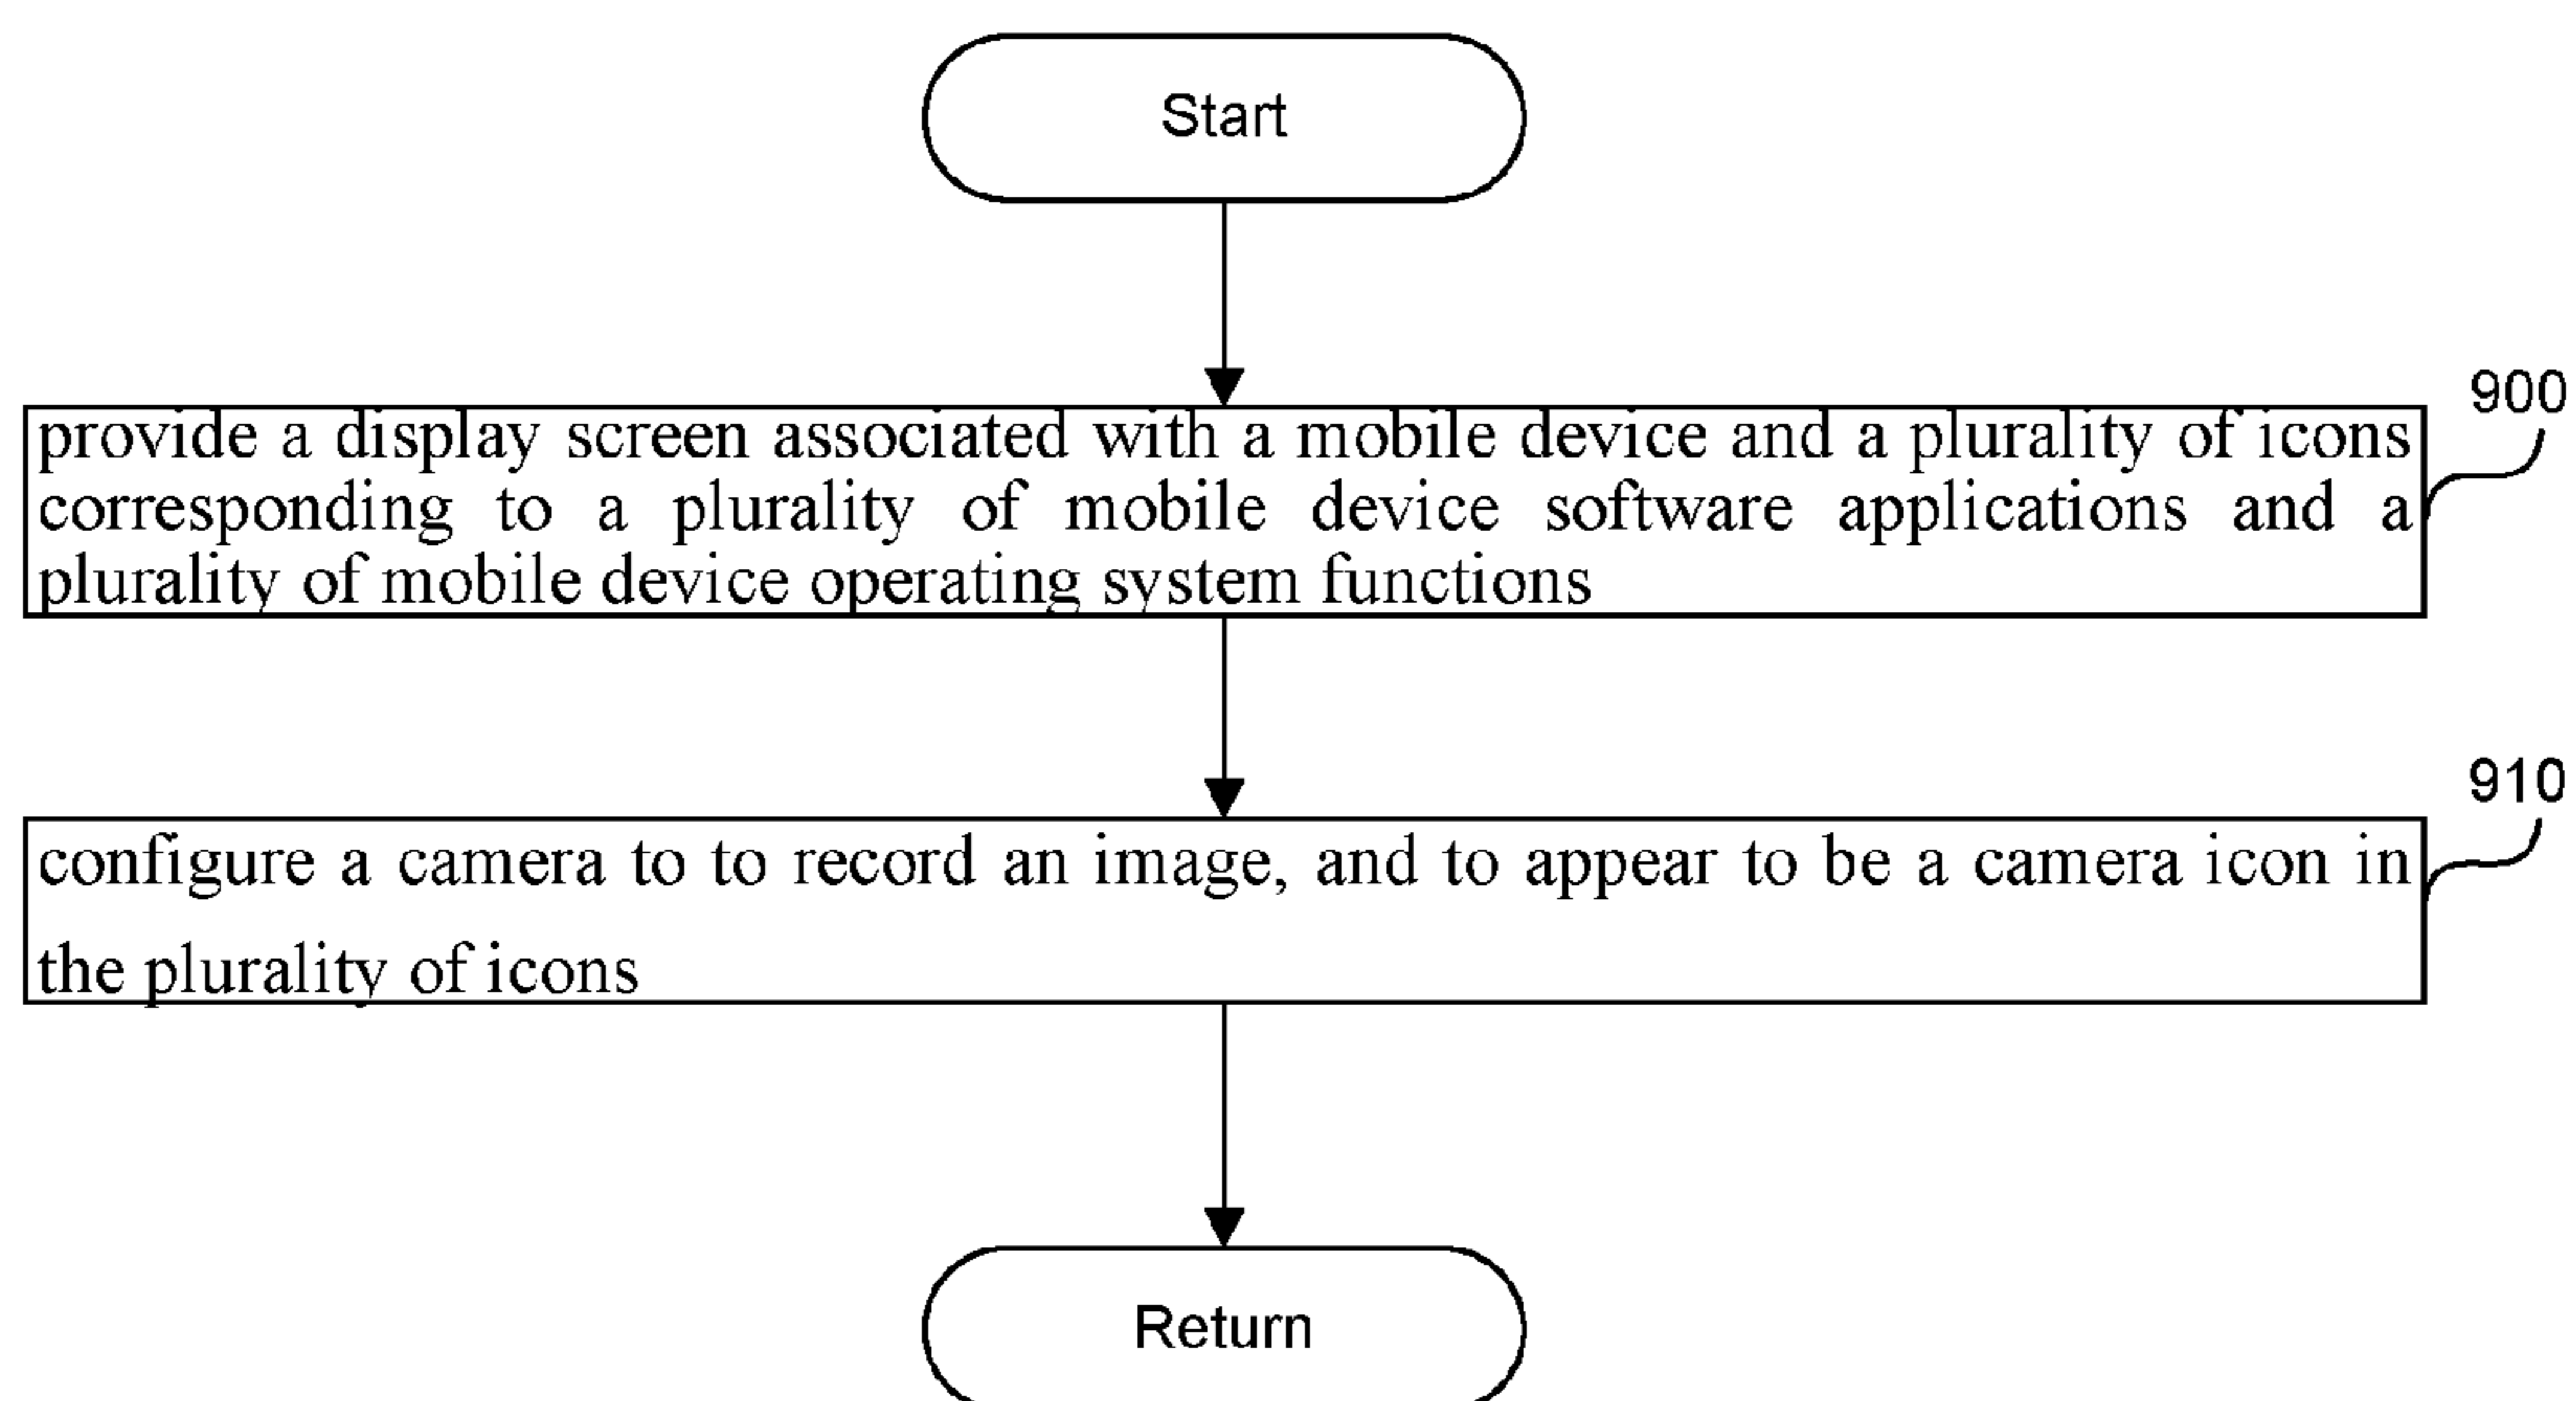 Start
900
provide a display screen associated with a mobile device and a plurality of icons
corresponding to a plurality of mobile device software applications and a
plurality of mobile device operating system functions
910
configure a camera to to record an image, and to appear to be a camera icon in
the plurality of icons
Return